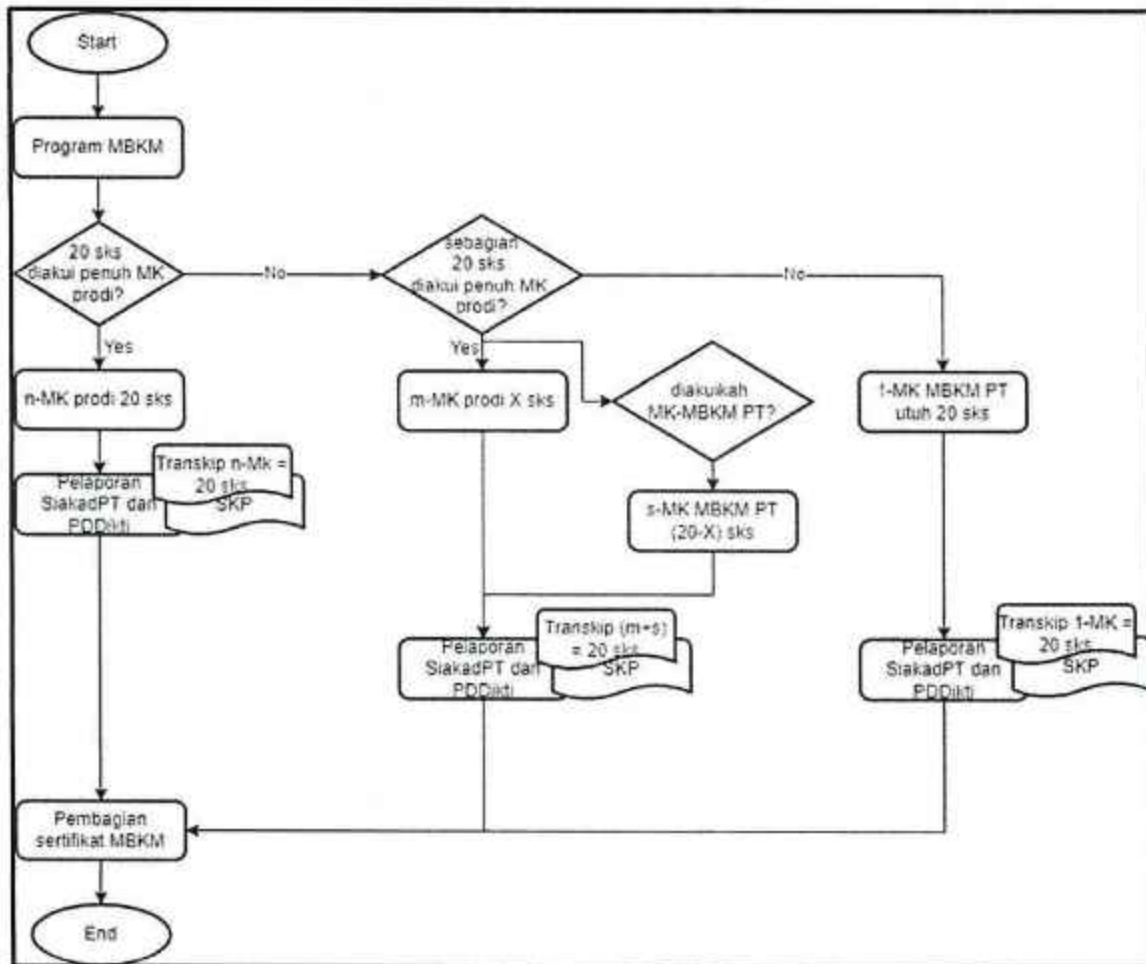 Start
Program MBKM
20 sks
diakui penuh MK
prodi?
No
sebagian
20 sks
diakui penuh MK
prodi?
No
Yes
n-MK prodi 20 sks
Yes
m-MK prodi X sks
diakuikah
MK-MBKM PT?
1-MK MBKM PT
utuh 20 sks
Transkip n-Mk =
20 sks
SKP
Pelaporan
SiakadPT dan
PDDikti
s-MK MBKM PT
(20-X) sks
Transkip (m+s)
= 20 sks
SKP
Pelaporan
SiakadPT dan
PDDikti
Transkip 1-MK =
20 sks
SKP
Pelaporan
SiakadPT dan
PDDikti
Pembagian
sertifikat MBKM
End